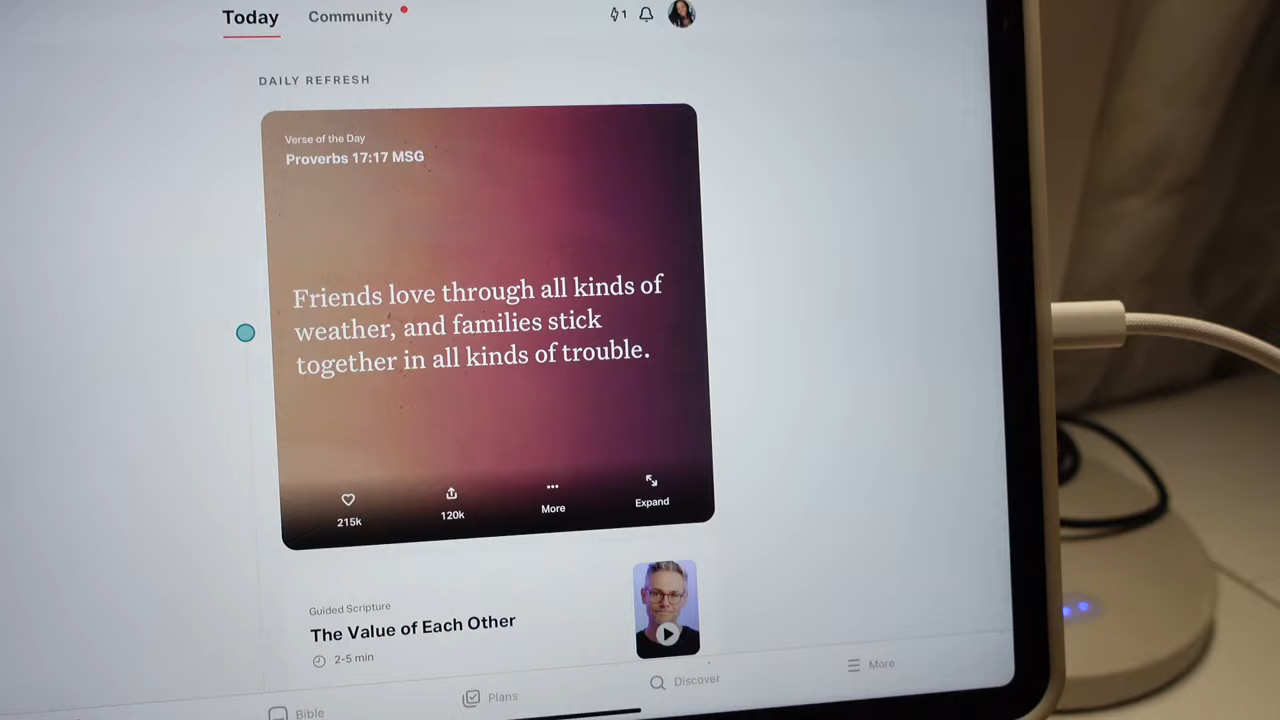 Today
Community
1
DAILY REFRESH
Verse of the Day
Proverbs 17:17 MSG
Friends love through all kinds of
weather, and families stick
together in all kinds of trouble.
215k
120k
More
Expand
Guided Scripture
The Value of Each Other
2-5 min
Bible
Plans
Discover
More